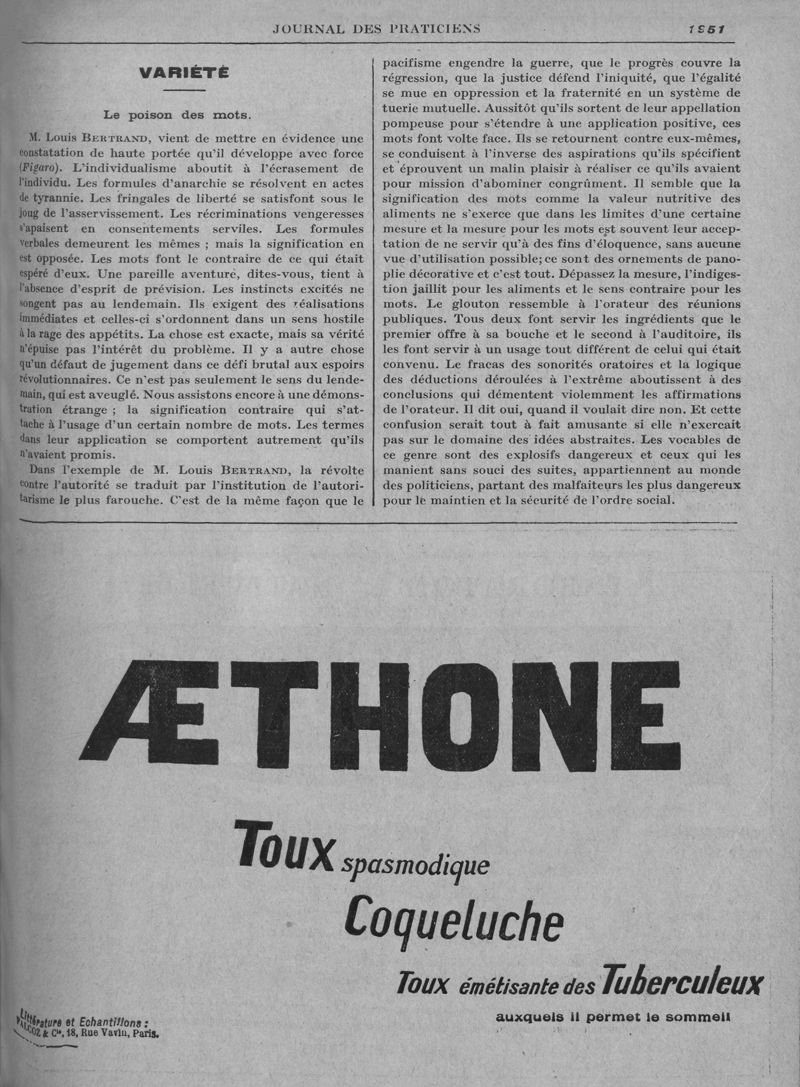 JOURNAL DES PRATICIENS 1951
VARIÉTÉ
Le poison des mots.
M. Louis BERTRAND, vient de mettre en évidence une
constatation de haute portée qu'il développe avec force
(Figaro). L'individualisme aboutit à l'écrasement de
l'individu. Les formules d'anarchie se résolvent en actes
de tyrannie. Les fringales de liberté se satisfont sous le
joug de l'asservissement. Les récriminations vengeresses
s'apaisent en consentements serviles. Les formules
verbales demeurent les mêmes ; mais la signification en
est opposée. Les mots font le contraire de ce qui était
espéré d'eux. Une pareille aventure, dites-vous, tient à
l'absence d'esprit de prévision. Les instincts excités ne
songent pas au lendemain. Ils exigent des réalisations
immédiates et celles-ci s'ordonnent dans un sens hostile
à la rage des appétits. La chose est exacte, mais sa vérité
n'épuise pas l'intérêt du problème. Il y a autre chose
qu'un défaut de jugement dans ce défi brutal aux espoirs
révolutionnaires. Ce n'est pas seulement le sens du lende-
main, qui est aveuglé. Nous assistons encore à une démons-
tration étrange ; la signification contraire qui s'at-
tache à l'usage d'un certain nombre de mots. Les termes
dans leur application se comportent autrement qu'ils
n'avaient promis.
Dans l'exemple de M. Louis BERTRAND, la révolte
contre l'autorité se traduit par l'institution de l'autori-
tarisme le plus farouche. C'est de la même façon que le
pacifisme engendre la guerre, que le progrès couvre la
régression, que la justice défend l'iniquité, que l'égalité
se mue en oppression et la fraternité en un système de
tuerie mutuelle. Aussitôt qu'ils sortent de leur appellation
pompeuse pour s'étendre à une application positive, ces
mots font volte face. Ils se retournent contre eux-mêmes,
se conduisent à l'inverse des aspirations qu'ils spécifient
et éprouvent un malin plaisir à réaliser ce qu'ils avaient
pour mission d'abominer congrûment. Il semble que la
signification des mots comme la valeur nutritive des
aliments ne s'exerce que dans les limites d'une certaine
mesure et la mesure pour les mots est souvent leur accep-
tation de ne servir qu'à des fins d'éloquence, sans aucune
vue d'utilisation possible; ce sont des ornements de pano-
plie décorative et c'est tout. Dépassez la mesure, l'indiges-
tion jaillit pour les aliments et le sens contraire pour les
mots. Le glouton ressemble à l'orateur des réunions
publiques. Tous deux font servir les ingrédients que le
premier offre à sa bouche et le second à l'auditoire, ils
les font servir à un usage tout différent de celui qui était
convenu. Le fracas des sonorités oratoires et la logique
des déductions déroulées à l'extrême aboutissent à des
conclusions qui démentent violemment les affirmations
de l'orateur. Il dit oui, quand il voulait dire non. Et cette
confusion serait tout à fait amusante si elle n'exercait
pas sur le domaine des idées abstraites. Les vocables de
ce genre sont des explosifs dangereux et ceux qui les
manient sans souci des suites, appartiennent au monde
des politiciens, partant des malfaiteurs les plus dangereux
pour le maintien et la sécurité de l'ordre social.
ÆTHONE
Toux spasmodique
Coqueluche
Toux émétisante des Tuberculeux
auxquels il permet le sommeil
Littérature et Echantillons :
& Cie, 18, Rue Vavin, Paris.